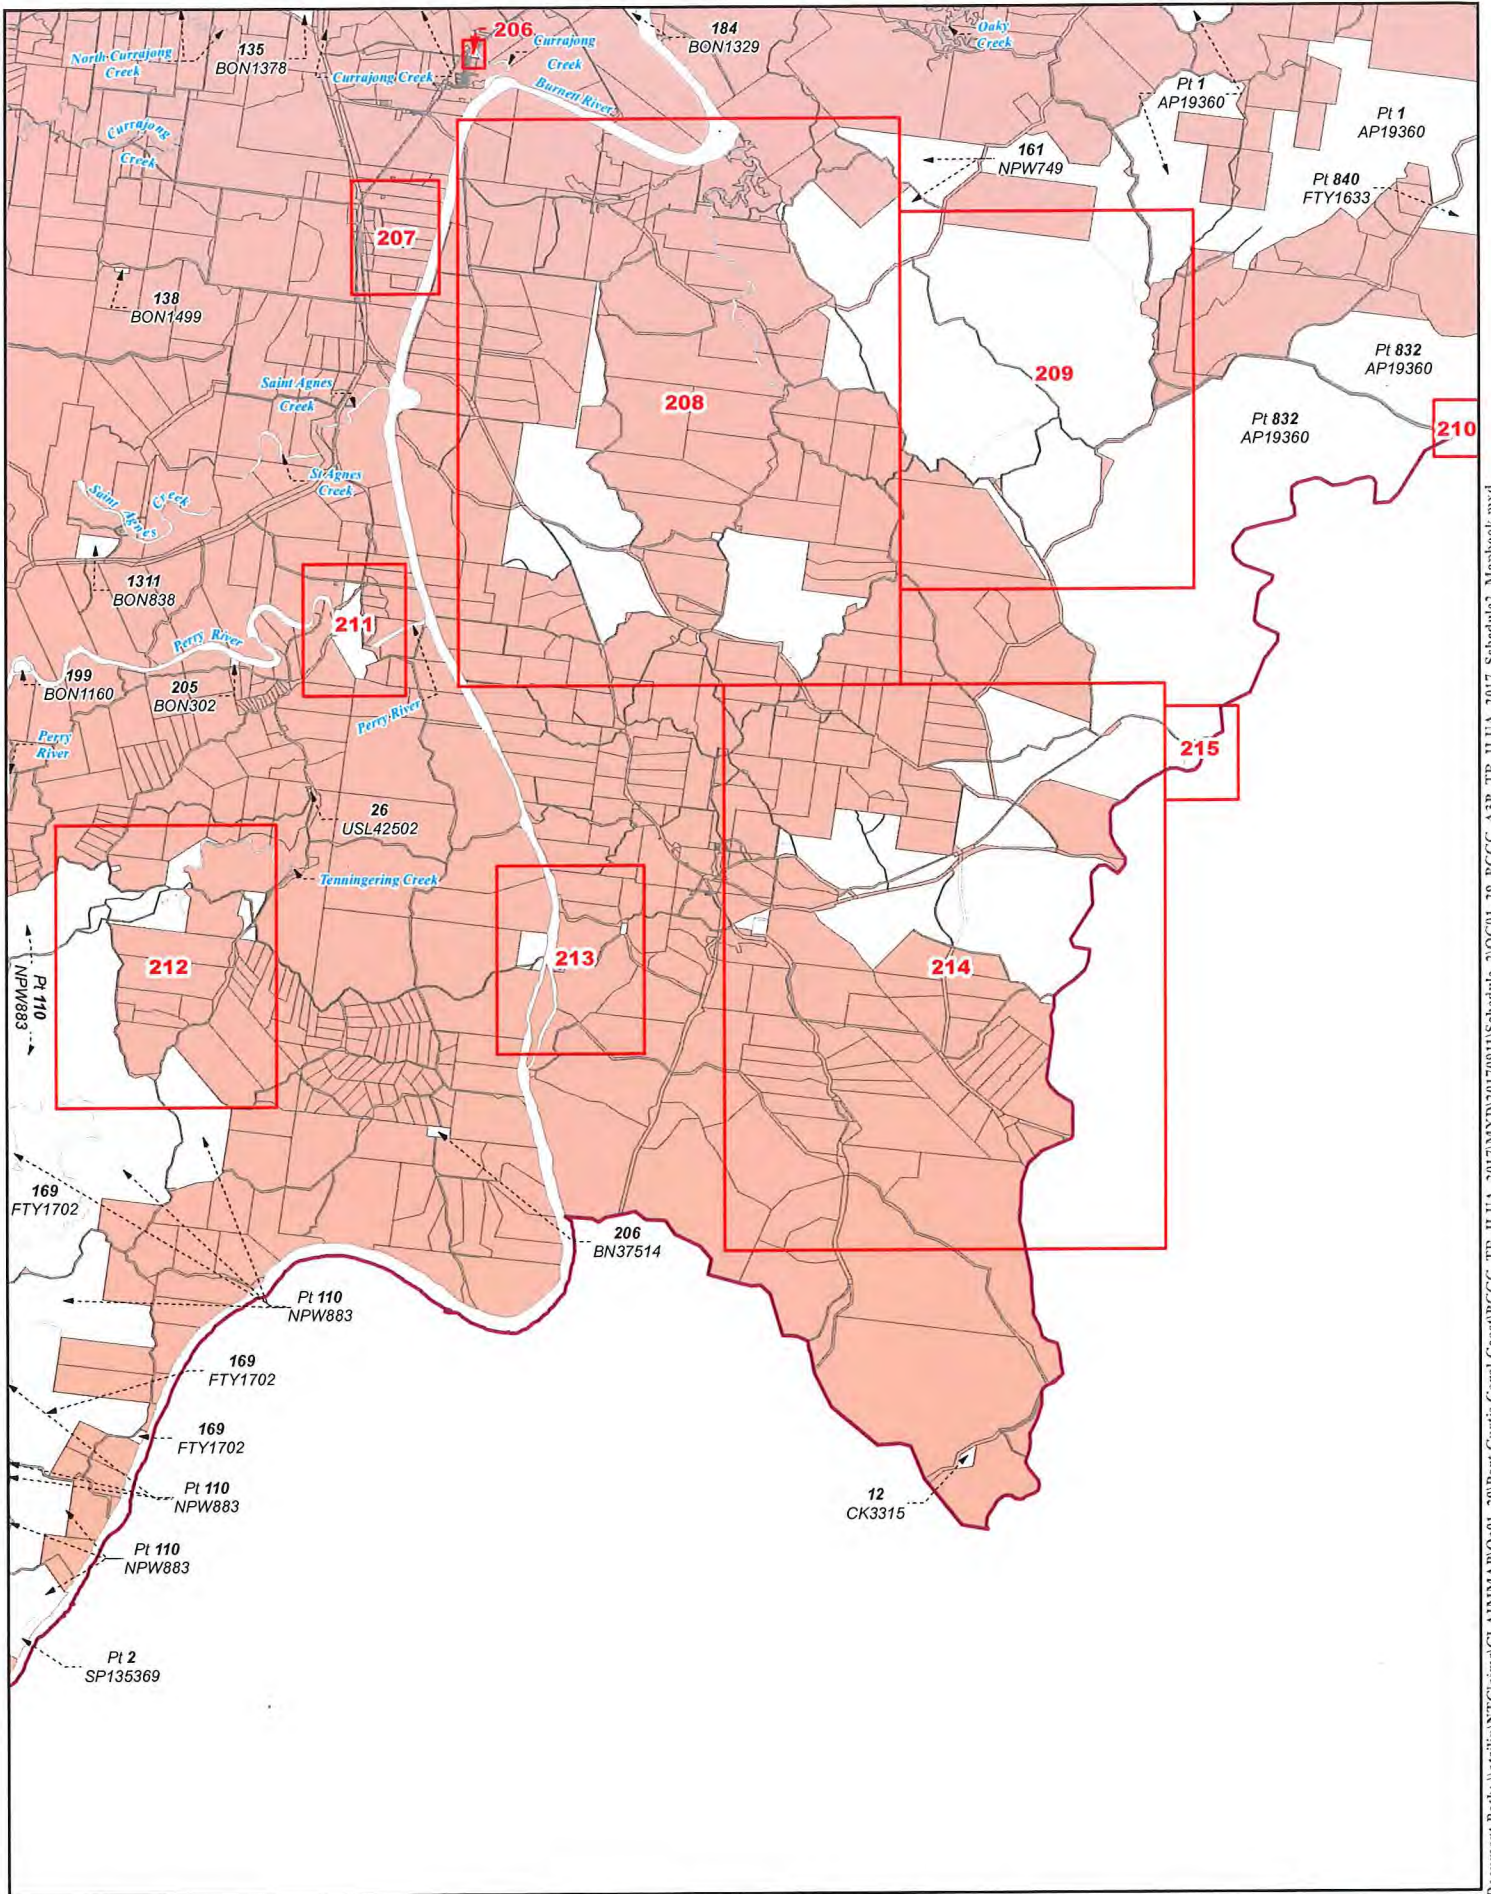 206
184
BON1329
Oaky
Creek
North Currajong
Creek
135
BON1378
Currajong Creek
Currajong
Creek
Burnett River
Pt 1
AP19360
Pt 1
AP19360
Currajong
Creek
161
NPW749
Pt 840
FTY1633
207
138
BON1499
Pt 832
AP19360
Saint Agnes
Creek
208
209
Pt 832
AP19360
210
St Agnes
Creek
Saint Agnes Creek
1311
BON838
211
Perry River
199
BON1160
205
BON302
Perry River
Perry
River
215
26
USL42502
Tenningering Creek
212
213
214
Pt 110
NPW883
169
FTY1702
206
BN37514
Pt 110
NPW883
169
FTY1702
169
FTY1702
Pt 110
NPW883
12
CK3315
Pt 110
NPW883
Pt 2
SP135369